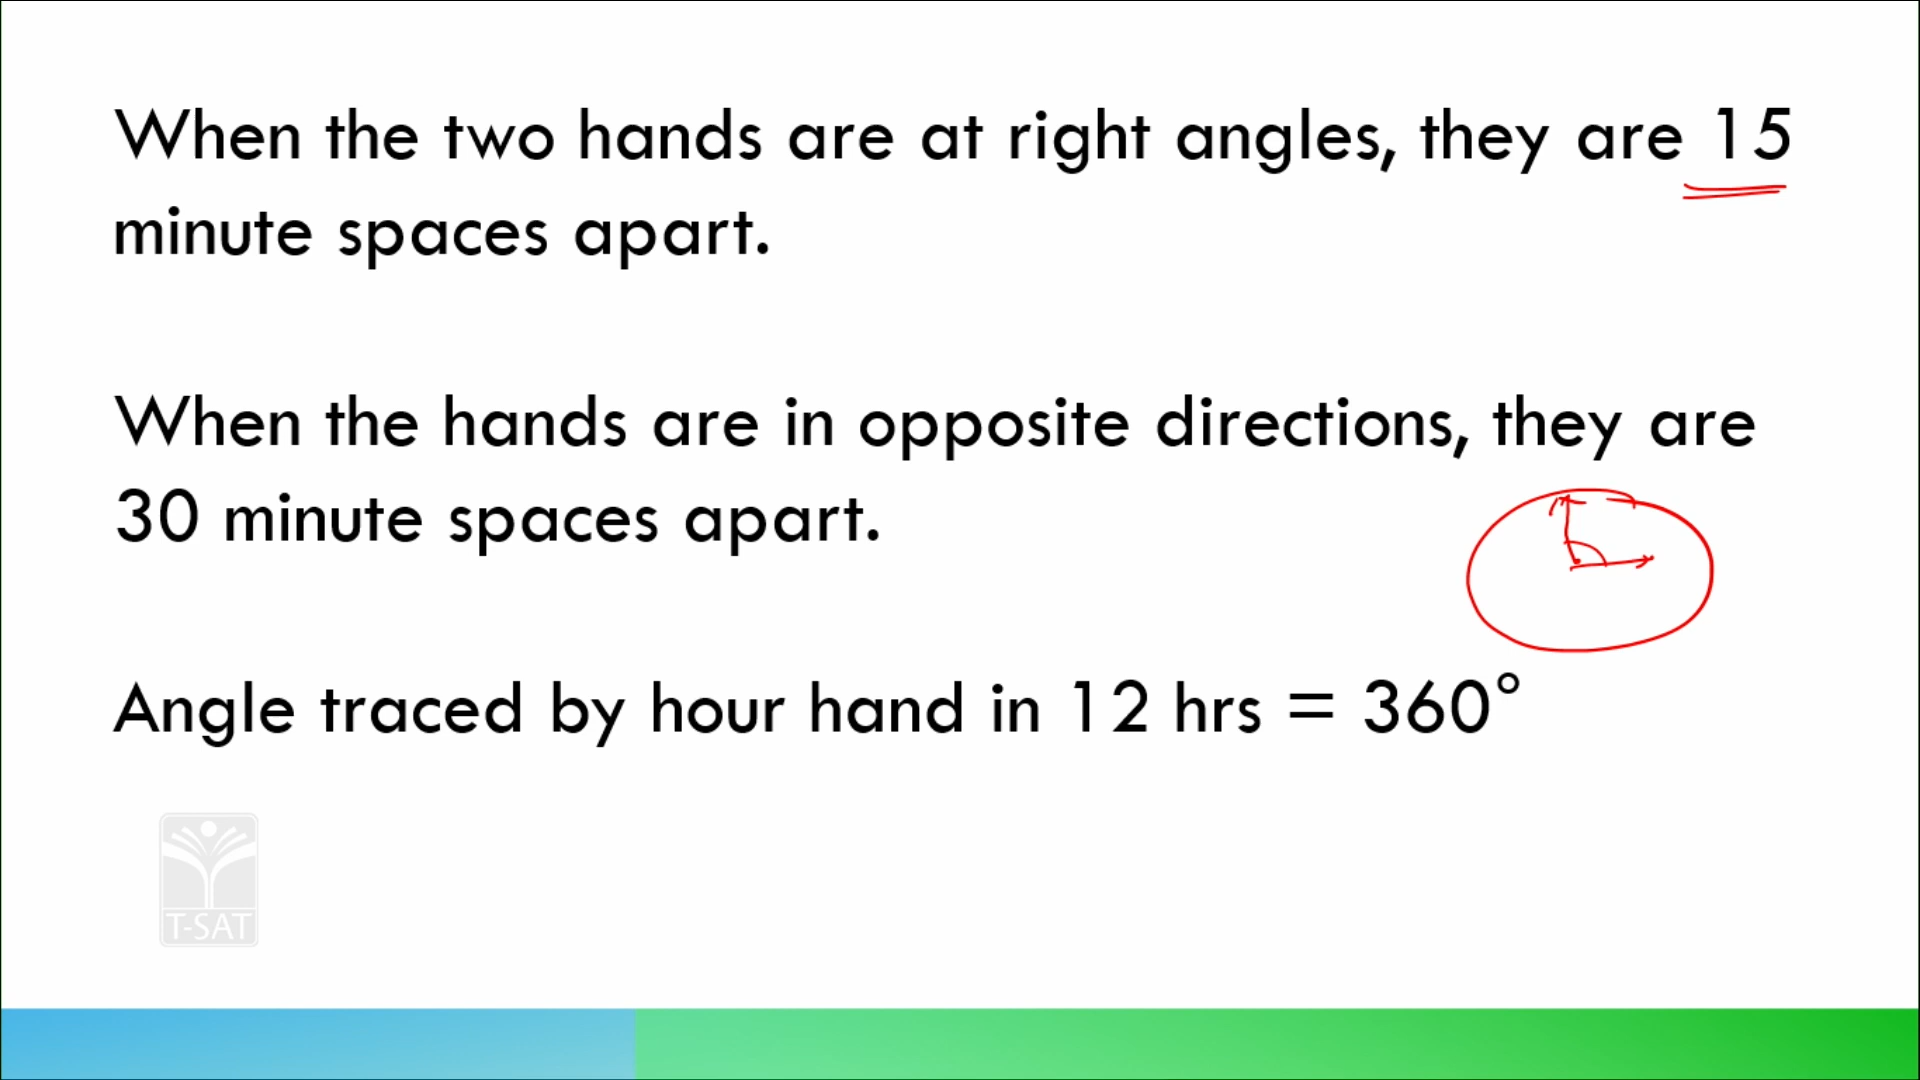 When the two hands are at right angles, they are 15
minute spaces apart.
When the hands are in opposite directions, they are
30 minute spaces apart.
Angle traced by hour hand in 12 hrs = 360°
T-SAT